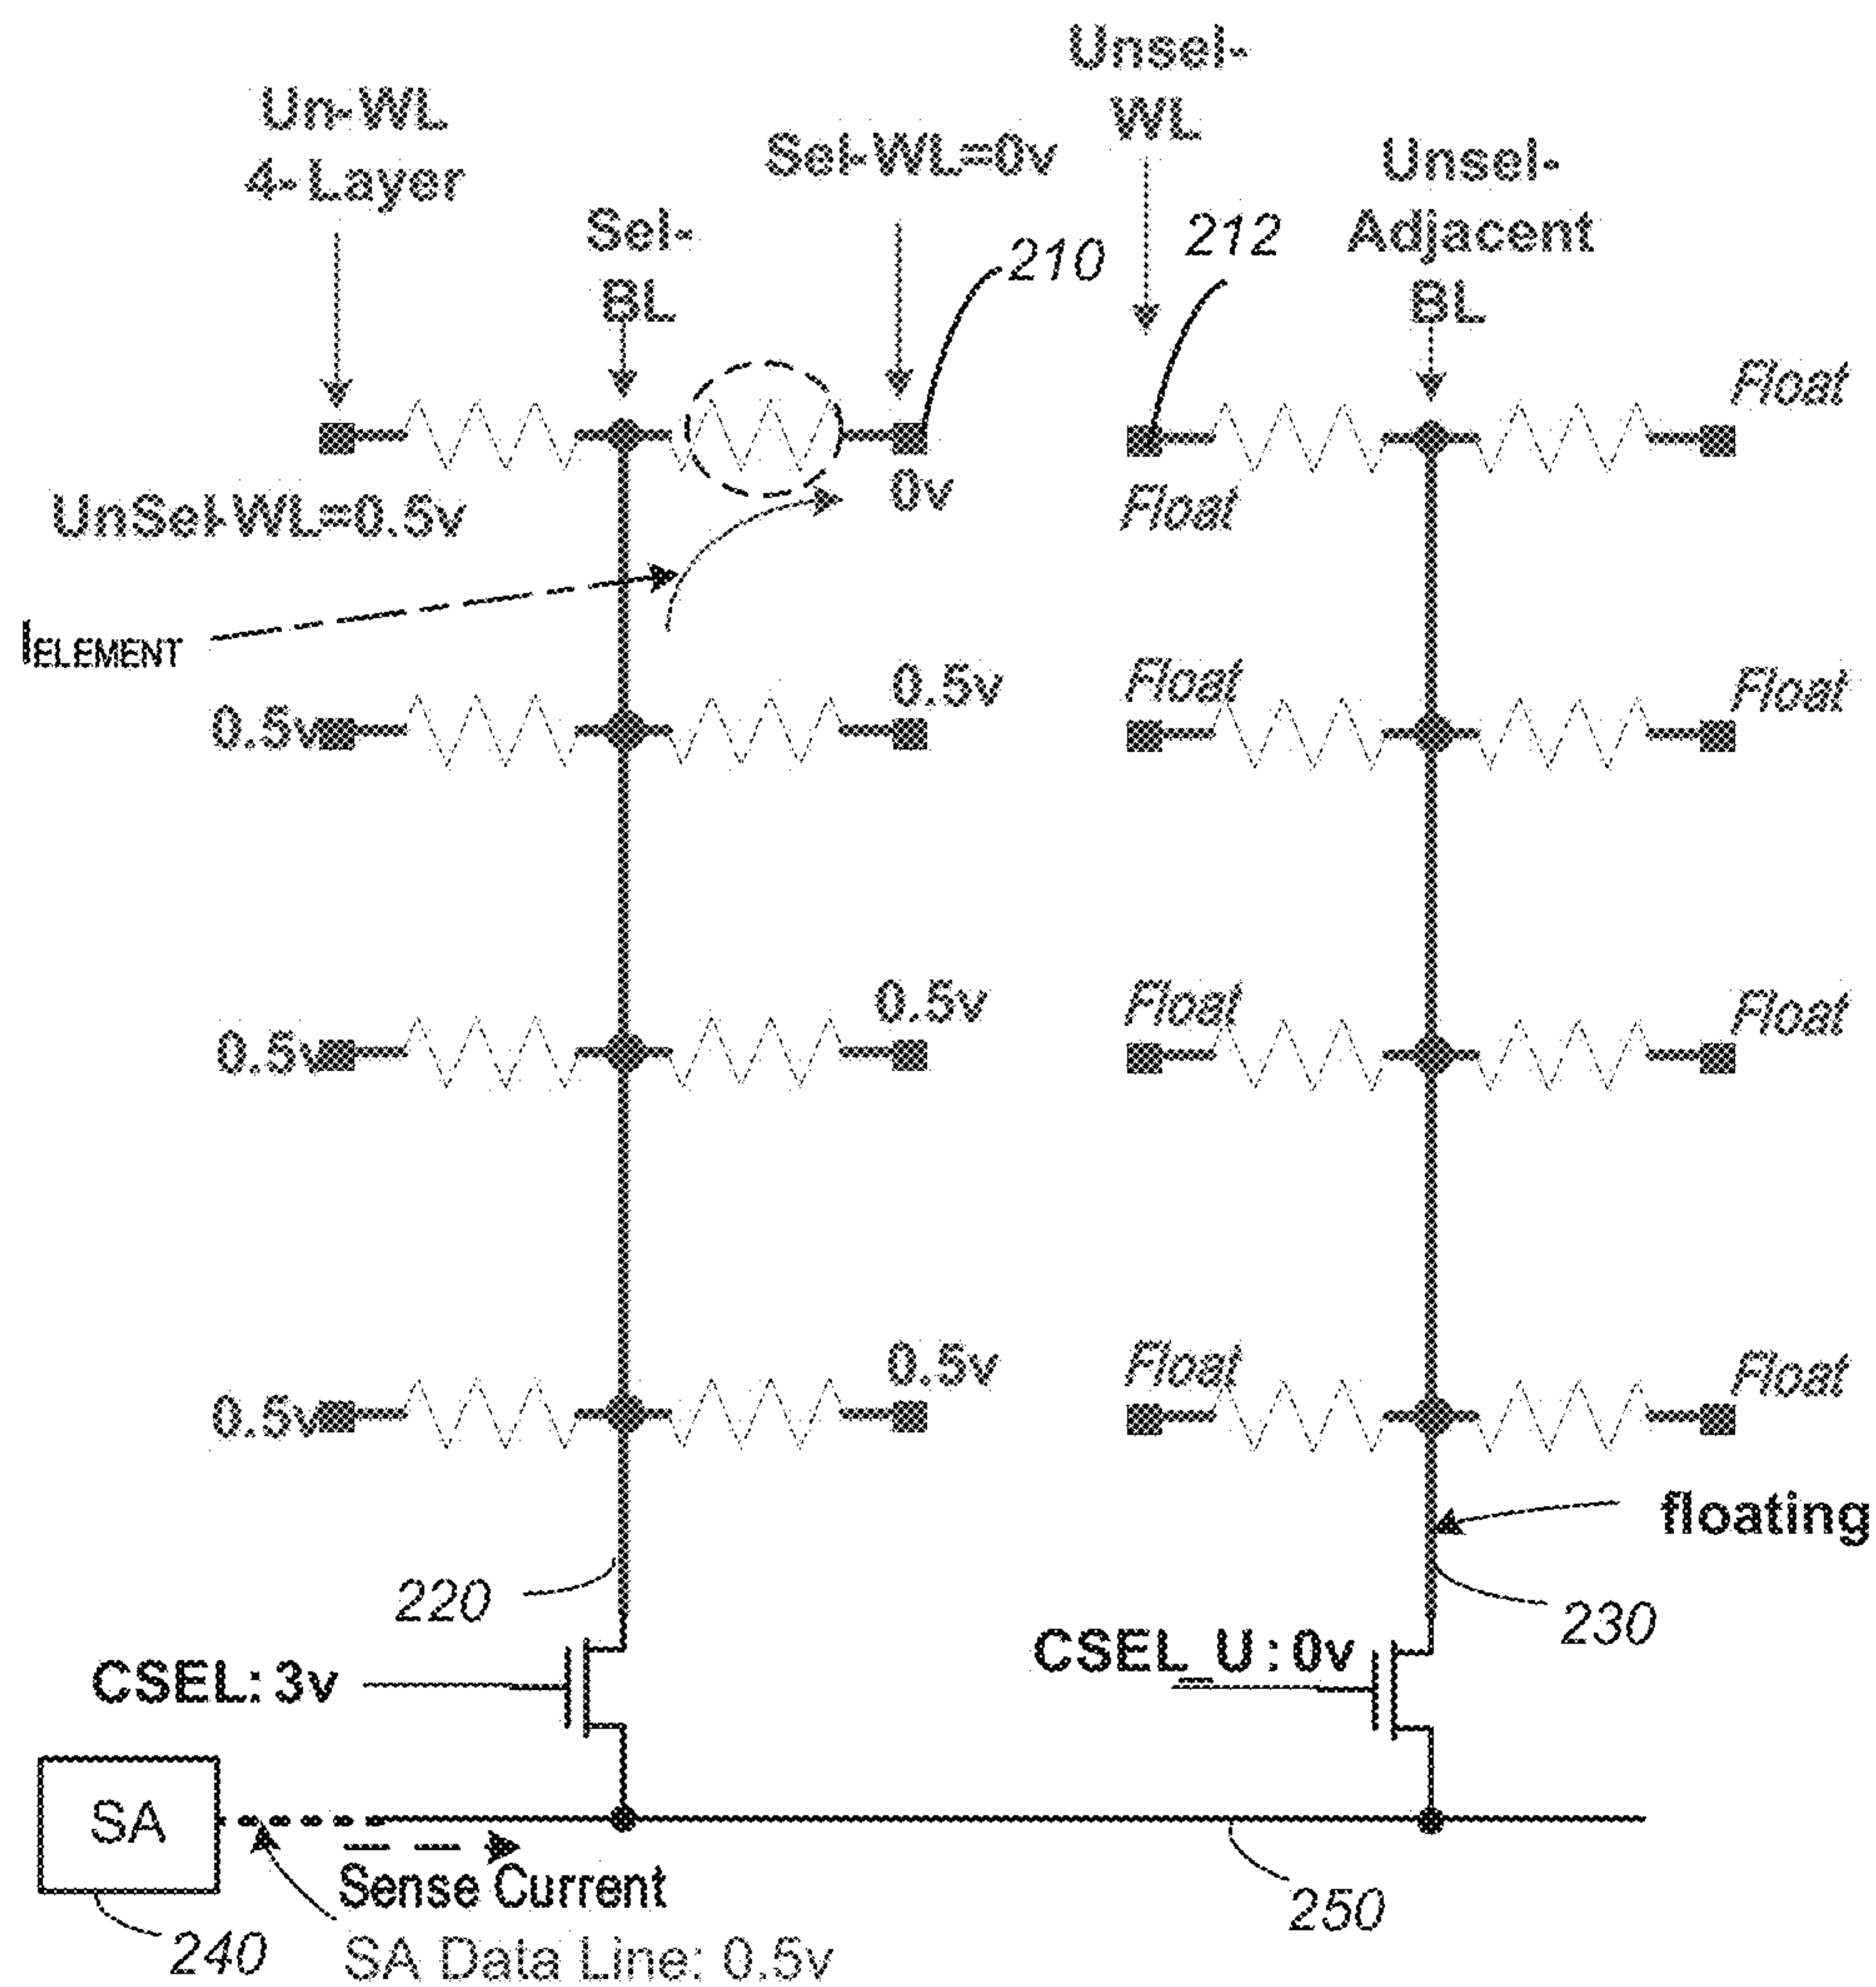 Un-WL
4-Layer
Sel-
BL
Sel-WL=0v
210
Unsel-
WL
212
Unsel-
Adjacent
BL
Float
UnSel-WL=0.5v
0v
Float
IELEMENT
0.5v
0.5v
Float
Float
0.5v
0.5v
Float
Float
0.5v
0.5v
Float
Float
floating
220
230
CSEL: 3v
CSEL_U : 0v
SA
Sense Current
240
SA Data Line: 0.5v
250